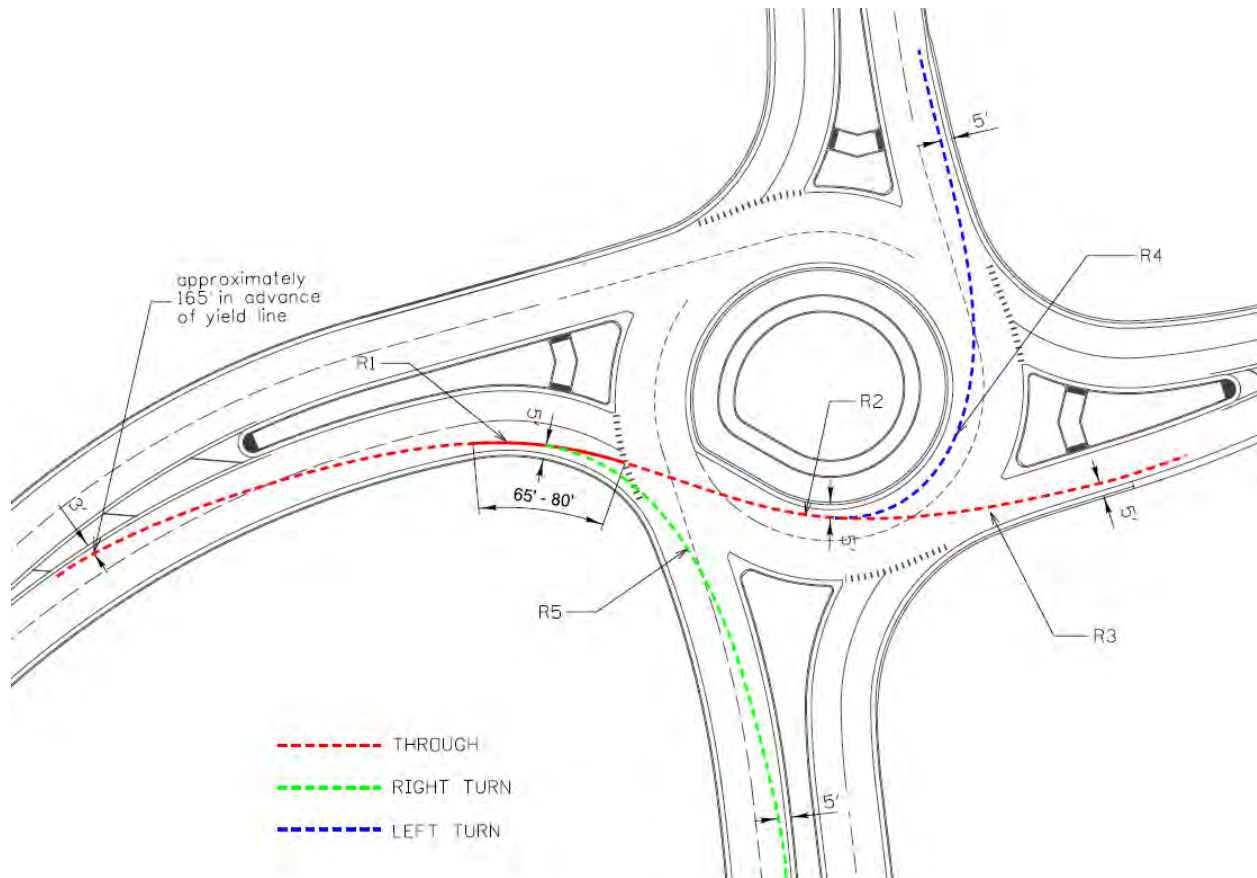 5'
R4
approximately
165' in advance
of yield line
R1
R2
5'
65' - 80'
3'
5'
5'
R5
R3
THROUGH
RIGHT TURN
5'
LEFT TURN